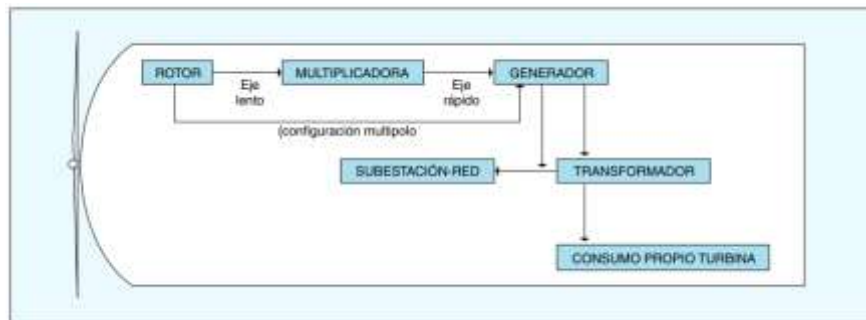 ROTOR
MULTIPLICADORA
GENERADOR
Eje
lento
Eje
rápido
(configuración multipolo
SUBESTACIÓN-RED
TRANSFORMADOR
CONSUMO PROPIO TURBINA